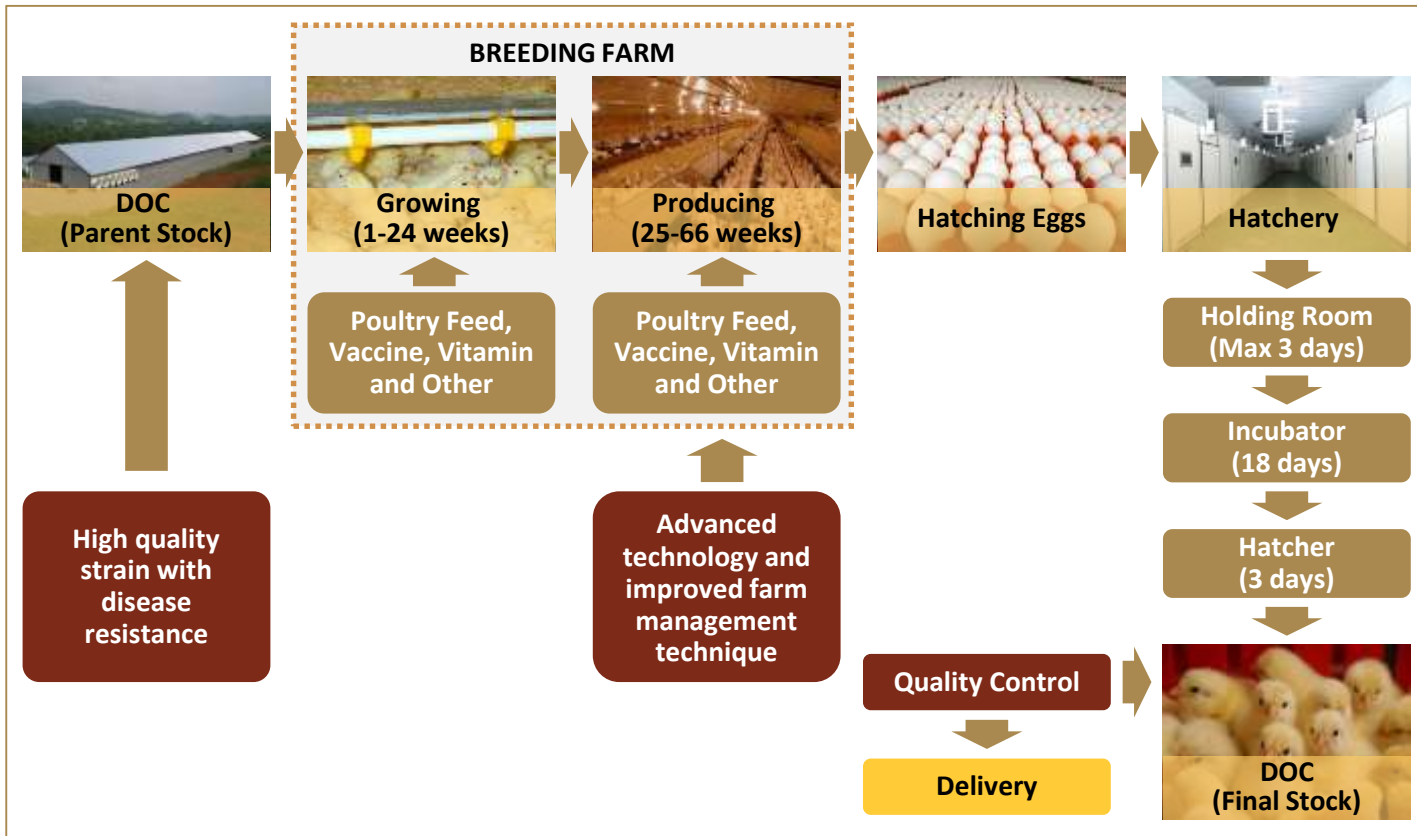 BREEDING FARM
DOC
(Parent Stock)
Growing
(1-24 weeks)
Producing
(25-66 weeks)
Hatching Eggs
Hatchery
Poultry Feed,
Vaccine, Vitamin
and Other
Poultry Feed,
Vaccine, Vitamin
and Other
Holding Room
(Max 3 days)
Incubator
(18 days)
Hatcher
(3 days)
High quality
strain with
disease
resistance
Advanced
technology and
improved farm
management
technique
Quality Control
Delivery
DOC
(Final Stock)